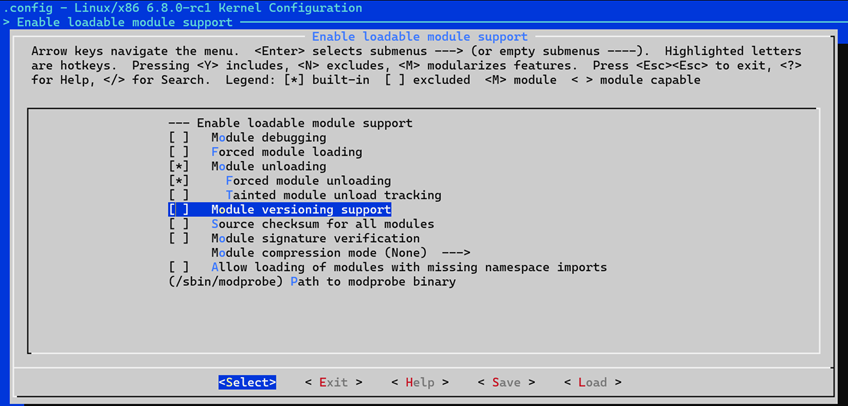 .config - Linux/x86 6.8.0-rc1 Kernel Configuration
> Enable loadable module support
Enable loadable module support
Arrow keys navigate the menu.  <Enter> selects submenus ---> (or empty submenus ----).  Highlighted letters
are hotkeys.  Pressing <Y> includes, <N> excludes, <M> modularizes features.  Press <Esc><Esc> to exit, <?>
for Help, </> for Search.  Legend: [*] built-in  [ ] excluded  <M> module  < > module capable
--- Enable loadable module support
[ ]   Module debugging
[ ]   Forced module loading
[*]   Module unloading
[*]     Forced module unloading
[ ]     Tainted module unload tracking
[ ]   Module versioning support
[ ]   Source checksum for all modules
[ ]   Module signature verification
Module compression mode (None)  --->
[ ]   Allow loading of modules with missing namespace imports
(/sbin/modprobe) Path to modprobe binary
<Select>    < Exit >    < Help >    < Save >    < Load >